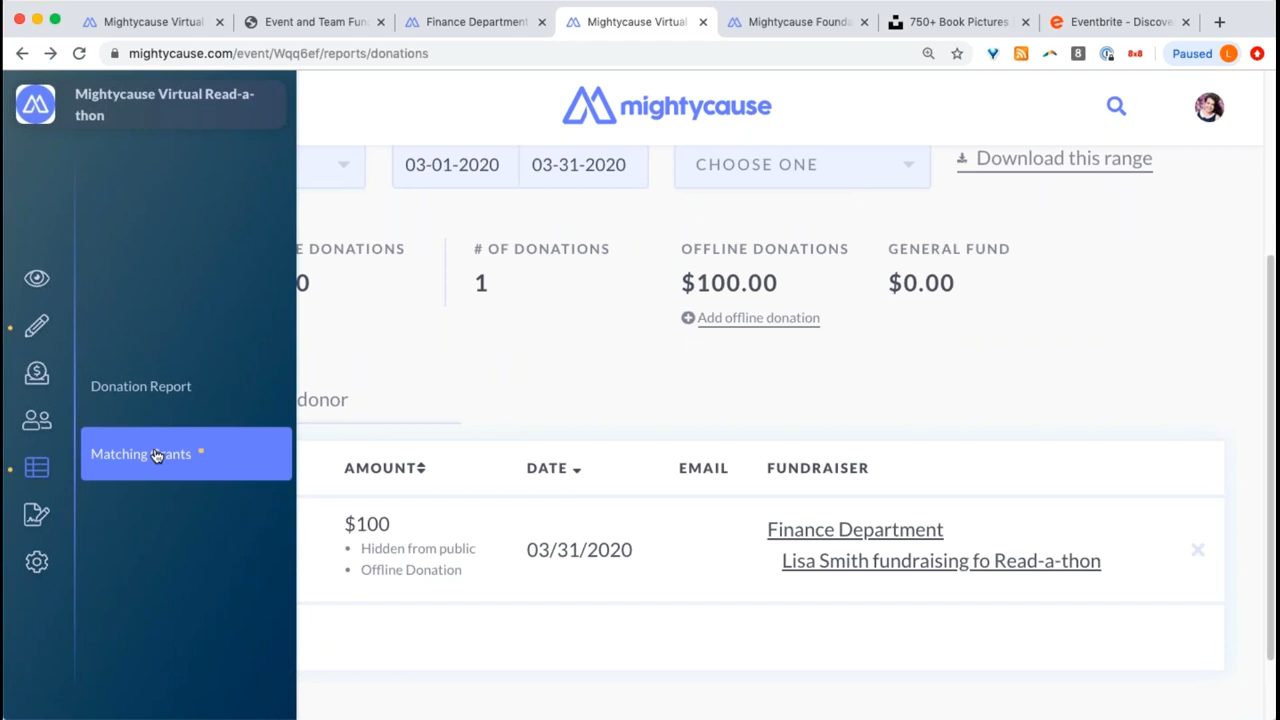 Mightycause Virtual
Event and Team Fun
Finance Department
Mightycause Virtual
Mightycause Founda
750+ Book Pictures
Eventbrite - Discove
mightycause.com/event/Wqq6ef/reports/donations
8
8x8
Paused
L
Mightycause Virtual Read-a-
thon
mightycause
03-01-2020
03-31-2020
CHOOSE ONE
Download this range
E DONATIONS
# OF DONATIONS
OFFLINE DONATIONS
GENERAL FUND
0
1
$100.00
$0.00
Add offline donation
Donation Report
donor
Matching Grants
AMOUNT
DATE
EMAIL
FUNDRAISER
$100
Hidden from public
Offline Donation
03/31/2020
Finance Department
Lisa Smith fundraising fo Read-a-thon